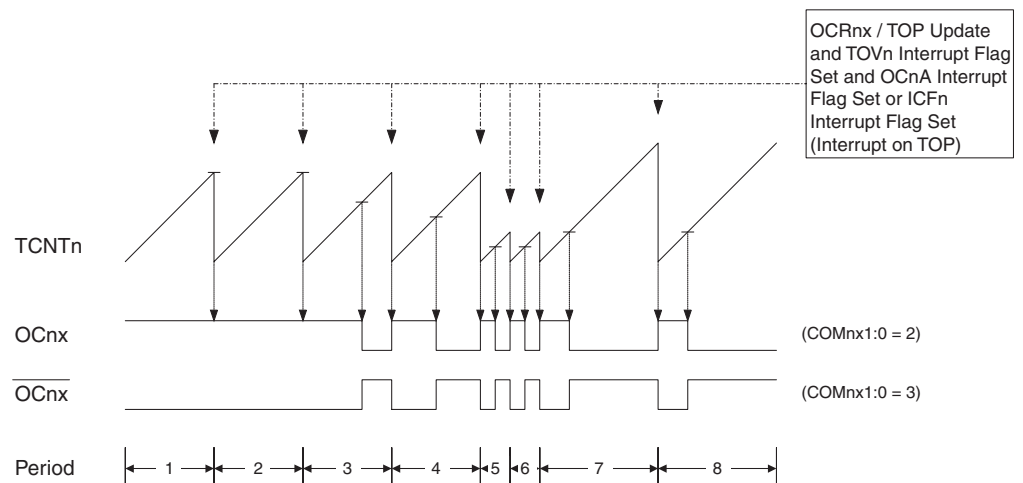 OCRnx / TOP Update
and TOVn Interrupt Flag
Set and OCnA Interrupt
Flag Set or ICFn
Interrupt Flag Set
(Interrupt on TOP)
TCNTn
OCnx
(COMnx1:0 = 2)
OCnx
(COMnx1:0 = 3)
Period
1 2 3 4 5 6 7 8